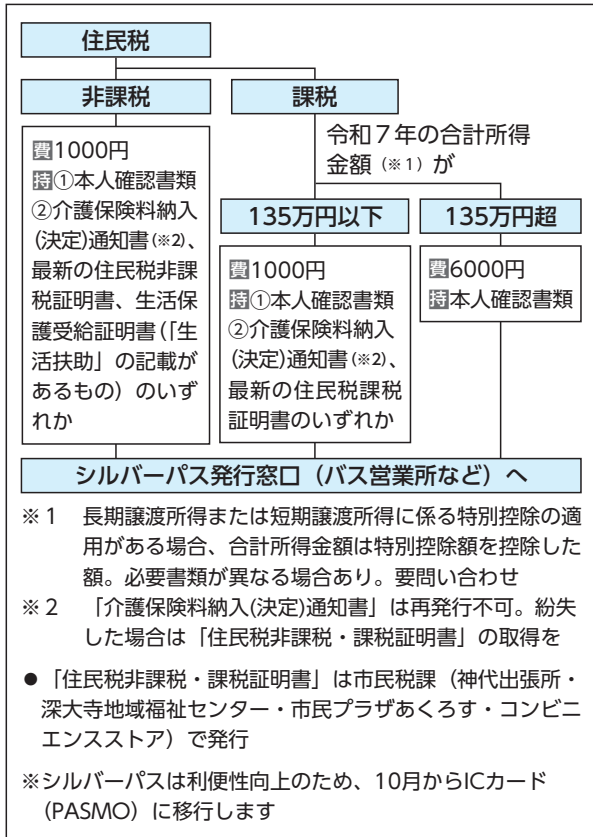 住民税
非課税
課税
費1000円
持①本人確認書類
②介護保険料納入
(決定)通知書(※2)、
最新の住民税非課
税証明書、生活保
護受給証明書(「生
活扶助」の記載が
あるもの)のいず
れか
令和7年の合計所得
金額(※1)が
135万円以下
135万円超
費1000円
持①本人確認書類
②介護保険料納入
(決定)通知書(※2)、
最新の住民税課税
証明書のいずれか
費6000円
持本人確認書類
シルバーパス発行窓口(バス営業所など)へ
※1 長期譲渡所得または短期譲渡所得に係る特別控除の適
用がある場合、合計所得金額は特別控除額を控除した
額。必要書類が異なる場合あり。要問い合わせ
※2 「介護保険料納入(決定)通知書」は再発行不可。紛失
した場合は「住民税非課税・課税証明書」の取得を
●「住民税非課税・課税証明書」は市民税課(神代出張所・
深大寺地域福祉センター・市民プラザあくろす・コンビニ
エンスストア)で発行
※シルバーパスは利便性向上のため、10月からICカード
(PASMO)に移行します